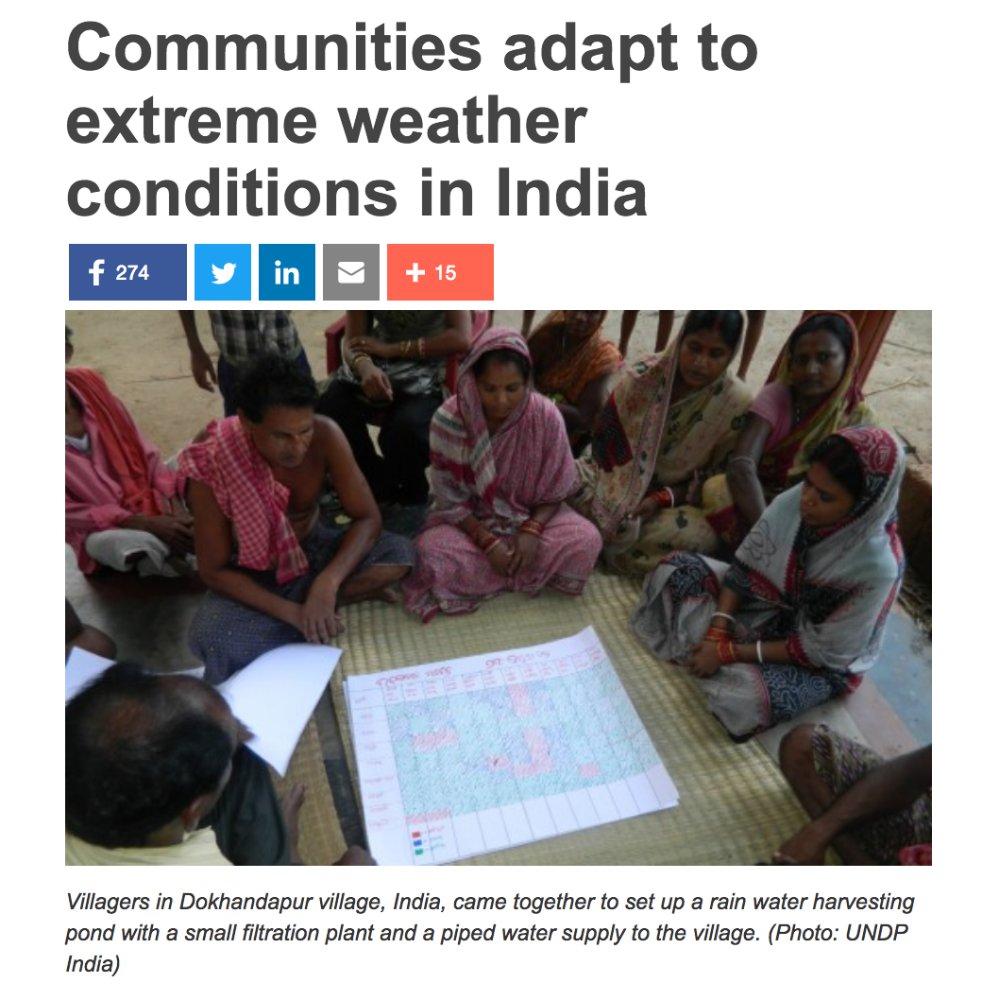 Communities adapt to
extreme weather
conditions in India
f 274
in
+ 15
Villagers in Dokhandapur village, India, came together to set up a rain water harvesting
pond with a small filtration plant and a piped water supply to the village. (Photo: UNDP
India)